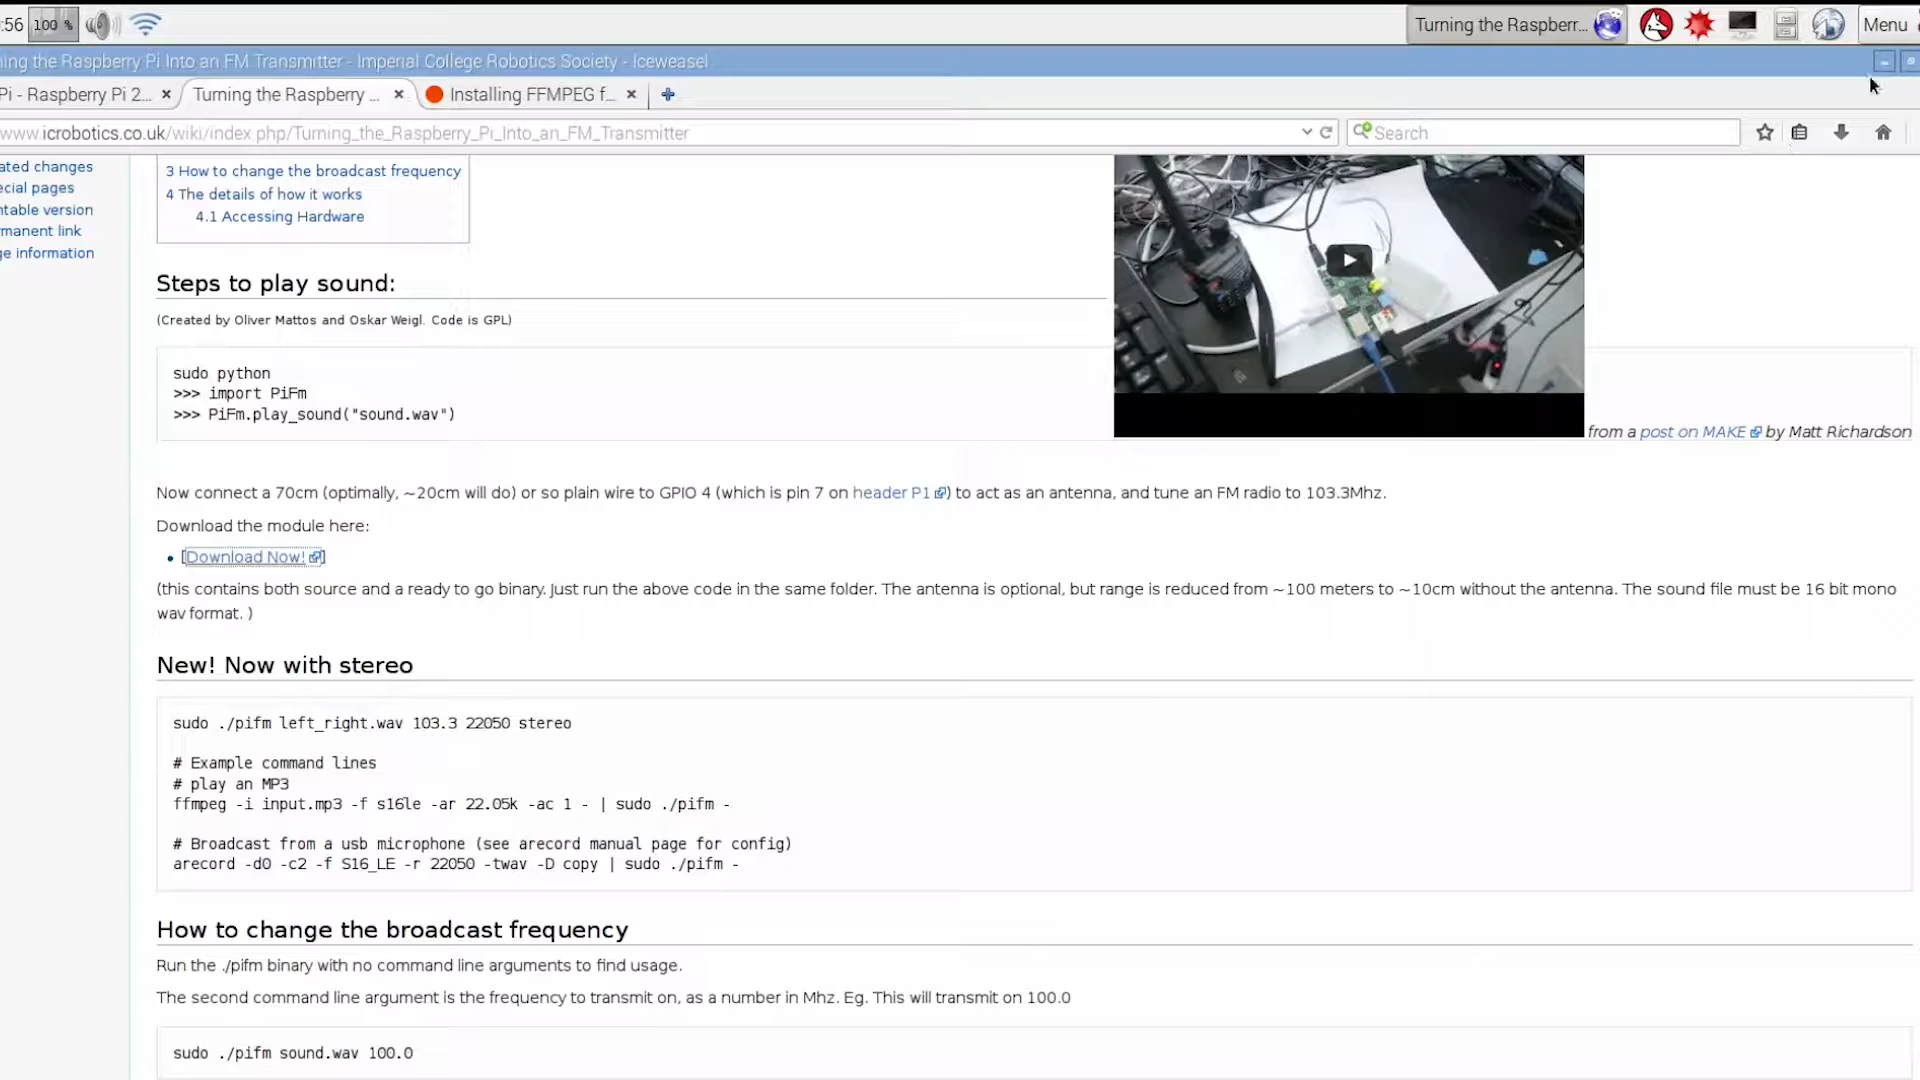 :56 100 % Turning the Raspberr... Menu
ing the Raspberry Pi Into an FM Transmitter - Imperial College Robotics Society - Iceweasel
Pi - Raspberry Pi 2... Turning the Raspberry ... Installing FFMPEG f...
www.icrobotics.co.uk/wiki/index.php/Turning_the_Raspberry_Pi_Into_an_FM_Transmitter Search
ated changes
ecial pages
ntable version
manent link
ge information
3 How to change the broadcast frequency
4 The details of how it works
4.1 Accessing Hardware
Steps to play sound:
(Created by Oliver Mattos and Oskar Weigl. Code is GPL)
sudo python
>>> import PiFm
>>> PiFm.play_sound("sound.wav")
from a post on MAKE by Matt Richardson
Now connect a 70cm (optimally, ~20cm will do) or so plain wire to GPIO 4 (which is pin 7 on header P1) to act as an antenna, and tune an FM radio to 103.3Mhz.
Download the module here:
• [Download Now!]
(this contains both source and a ready to go binary. Just run the above code in the same folder. The antenna is optional, but range is reduced from ~100 meters to ~10cm without the antenna. The sound file must be 16 bit mono
wav format. )
New! Now with stereo
sudo ./pifm left_right.wav 103.3 22050 stereo
# Example command lines
# play an MP3
ffmpeg -i input.mp3 -f s16le -ar 22.05k -ac 1 - | sudo ./pifm -
# Broadcast from a usb microphone (see arecord manual page for config)
arecord -d0 -c2 -f S16_LE -r 22050 -twav -D copy | sudo ./pifm -
How to change the broadcast frequency
Run the ./pifm binary with no command line arguments to find usage.
The second command line argument is the frequency to transmit on, as a number in Mhz. Eg. This will transmit on 100.0
sudo ./pifm sound.wav 100.0